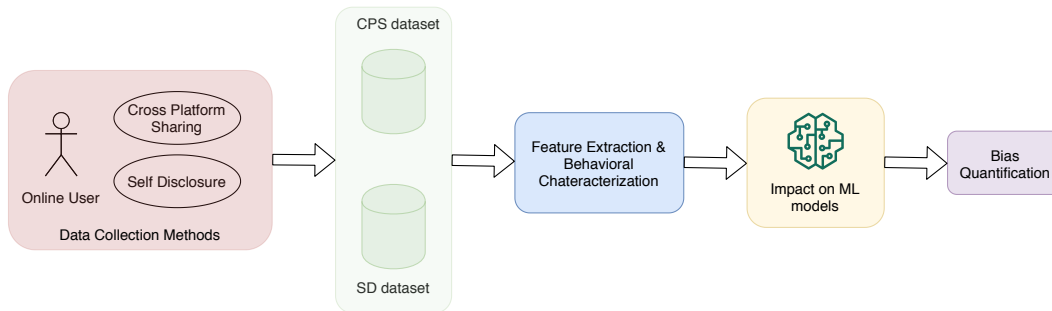 Cross Platform
Sharing
Self Disclosure
Online User
Data Collection Methods
CPS dataset
SD dataset
Feature Extraction &
Behavioral
Chateracterization
Impact on ML
models
Bias
Quantification